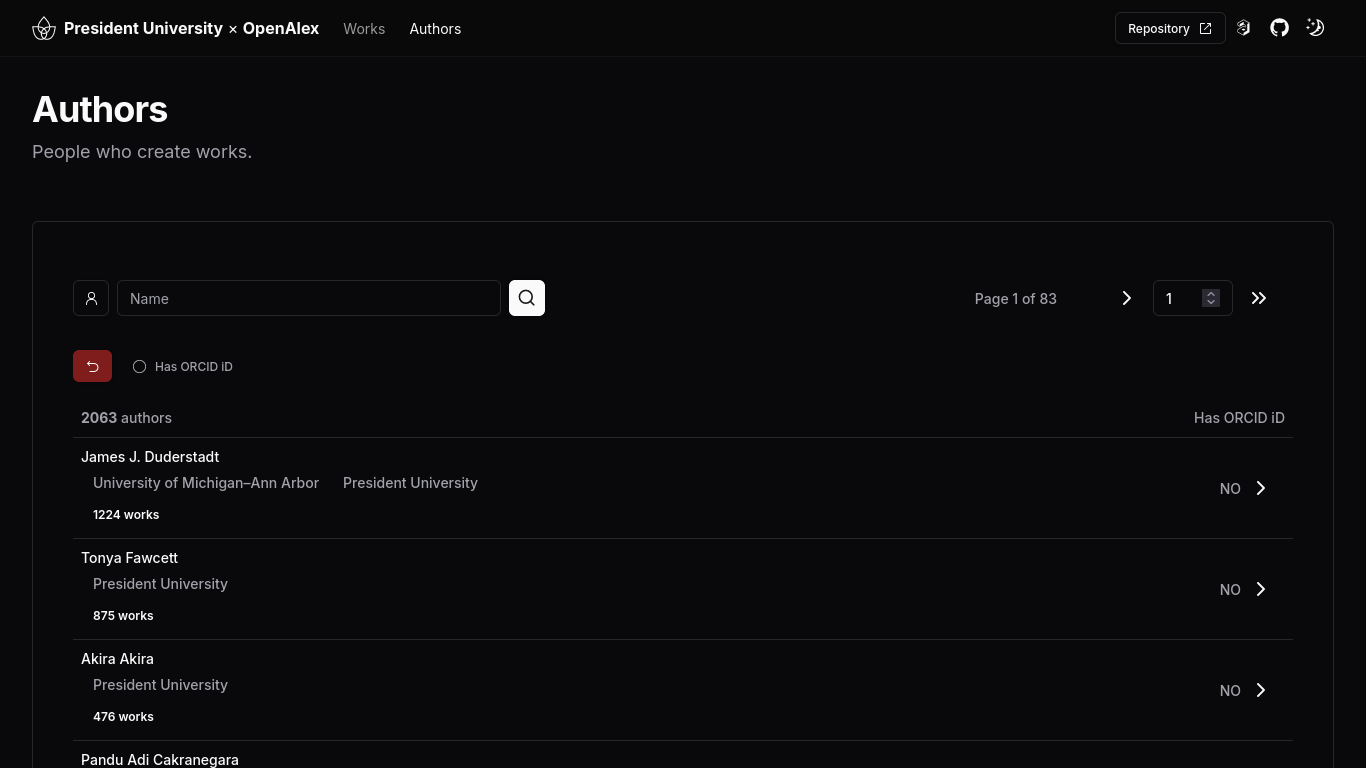 President University × OpenAlex Works Authors Repository
Authors
People who create works.
Name Page 1 of 83 1
Has ORCID iD
2063 authors Has ORCID iD
James J. Duderstadt
University of Michigan–Ann Arbor President University
NO
1224 works
Tonya Fawcett
President University
NO
875 works
Akira Akira
President University
NO
476 works
Pandu Adi Cakranegara